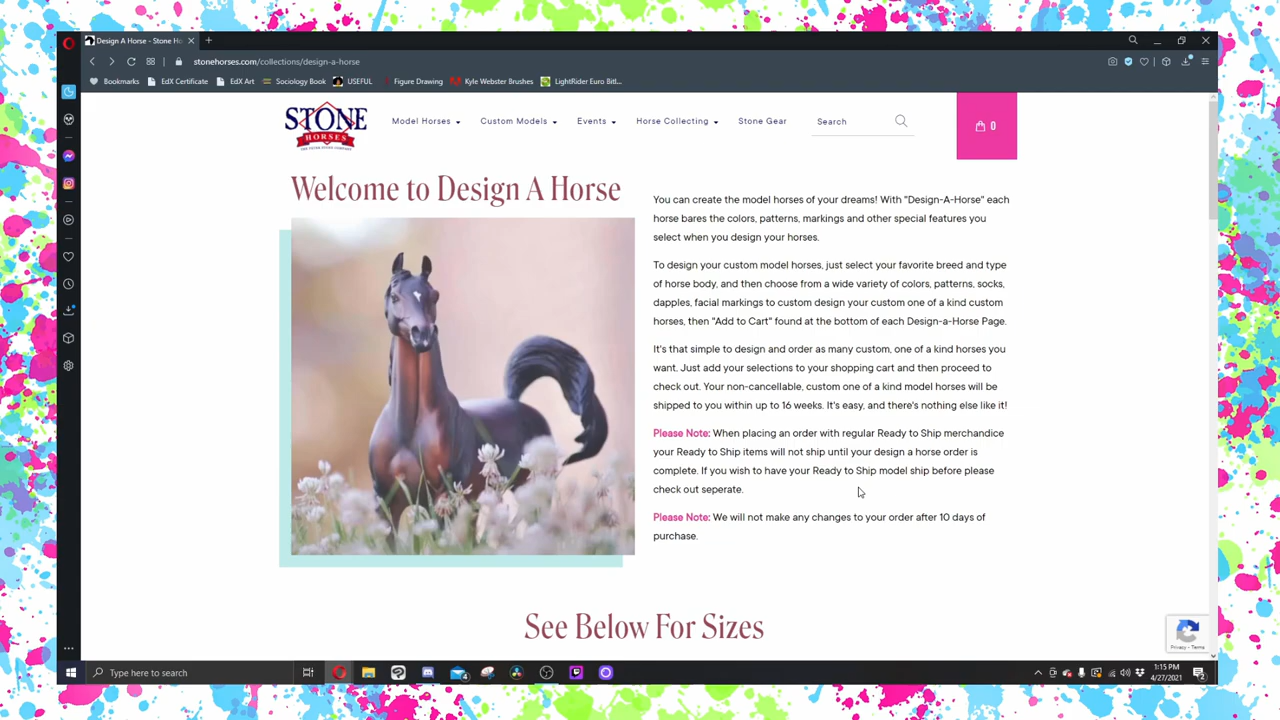 Design A Horse - Stone Ho
stonehorses.com/collections/design-a-horse
Bookmarks EdX Certificate EdX Art Sociology Book USEFUL Figure Drawing Kyle Webster Brushes LightRider Euro Bitl...
STONE
HORSES
Model Horses Custom Models Events Horse Collecting Stone Gear Search 0
Welcome to Design A Horse
You can create the model horses of your dreams! With "Design-A-Horse" each
horse bares the colors, patterns, markings and other special features you
select when you design your horses.
To design your custom model horses, just select your favorite breed and type
of horse body, and then choose from a wide variety of colors, patterns, socks,
dapples, facial markings to custom design your custom one of a kind custom
horses, then "Add to Cart" found at the bottom of each Design-a-Horse Page.
It's that simple to design and order as many custom, one of a kind horses you
want. Just add your selections to your shopping cart and then proceed to
check out. Your non-cancellable, custom one of a kind model horses will be
shipped to you within up to 16 weeks. It's easy, and there's nothing else like it!
Please Note: When placing an order with regular Ready to Ship merchandice
your Ready to Ship items will not ship until your design a horse order is
complete. If you wish to have your Ready to Ship model ship before please
check out seperate.
Please Note: We will not make any changes to your order after 10 days of
purchase.
See Below For Sizes
Privacy - Terms
Type here to search
4
1:15 PM
4/27/2021
2